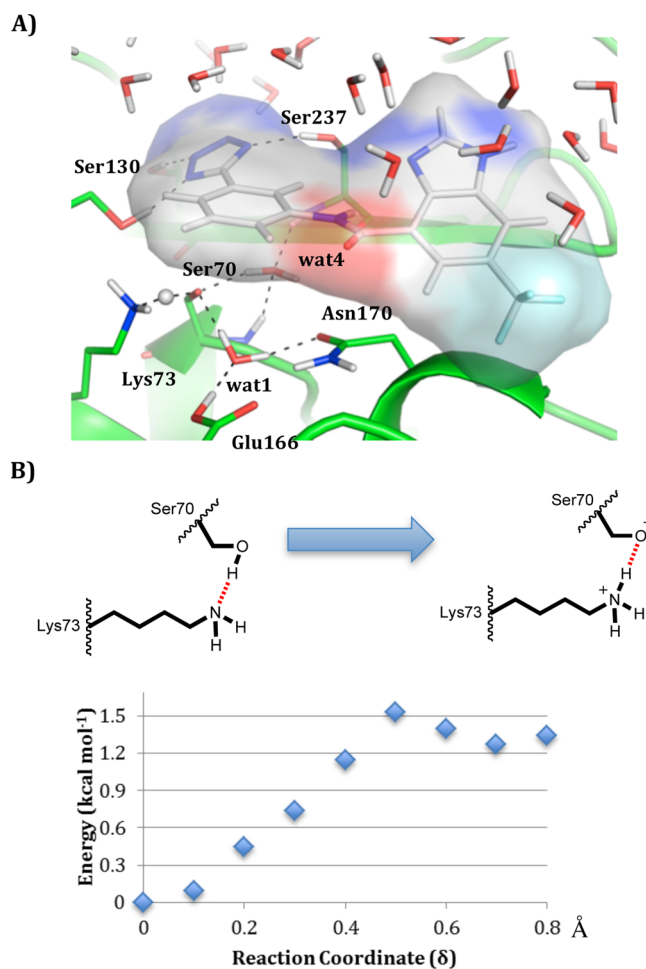 A)
Ser237
Ser130
wat4
Ser70
Asn170
Lys73
wat1
Glu166
B)
Ser70
O
H
Lys73
N
H
H
Ser70
O-
H
+
Lys73
N
H
H
Energy (kcal mol-1)
1.5
1.2
0.9
0.6
0.3
0
0 0.2 0.4 0.6 0.8 Å
Reaction Coordinate (δ)